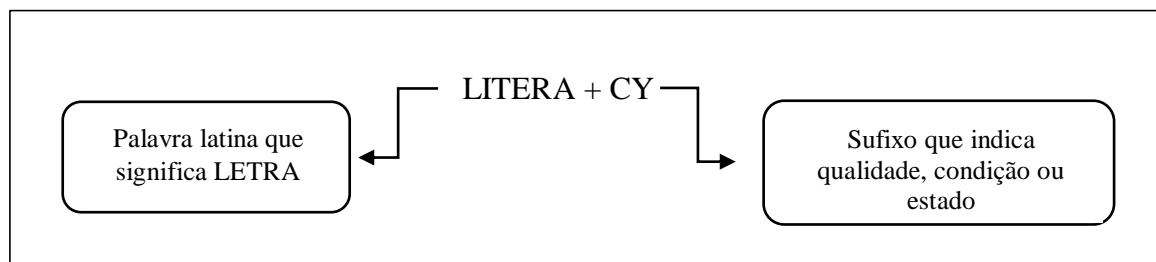 LITERA + CY
Palavra latina que
significa LETRA
Sufixo que indica
qualidade, condição ou
estado